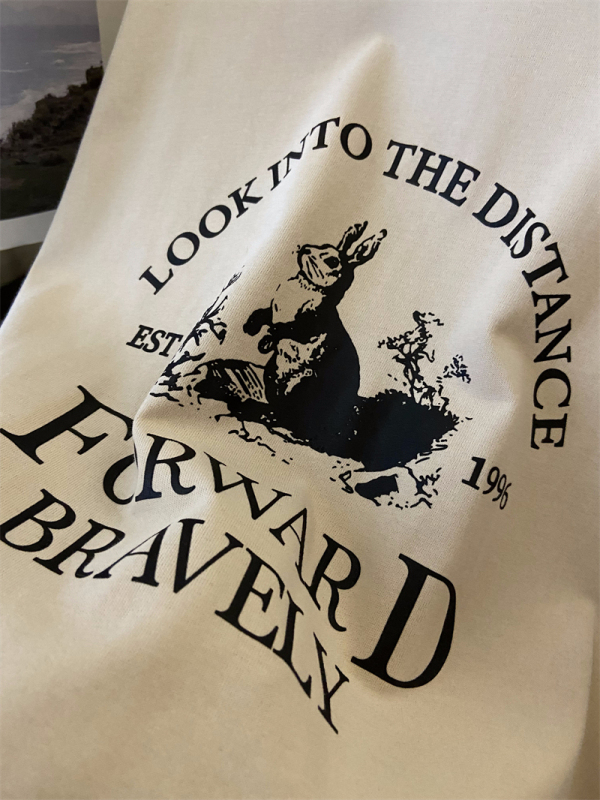 LOOK INTO THE DISTANCE
EST
1996
FORWARD
BRAVELY